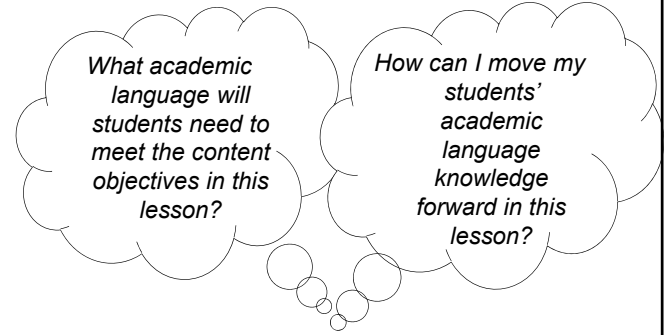 What academic
language will
students need to
meet the content
objectives in this
lesson?
How can I move my
students’
academic
language
knowledge
forward in this
lesson?